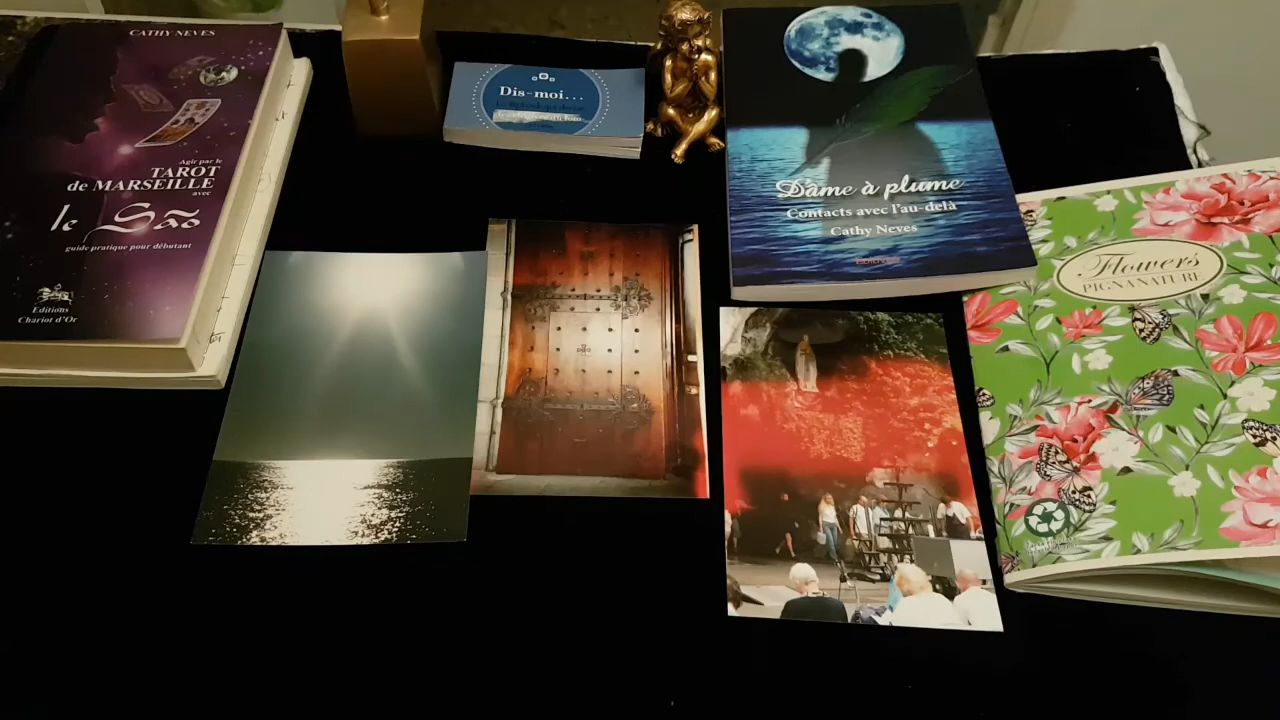 CATHY NEVES
Agir par le
TAROT
de MARSEILLE
avec
le São
guide pratique pour débutant
Editions
Chariot d'Or
Dis-moi...
Dame à plume
Contacts avec l'au-delà
Cathy Neves
Flowers
PIGNANATURE